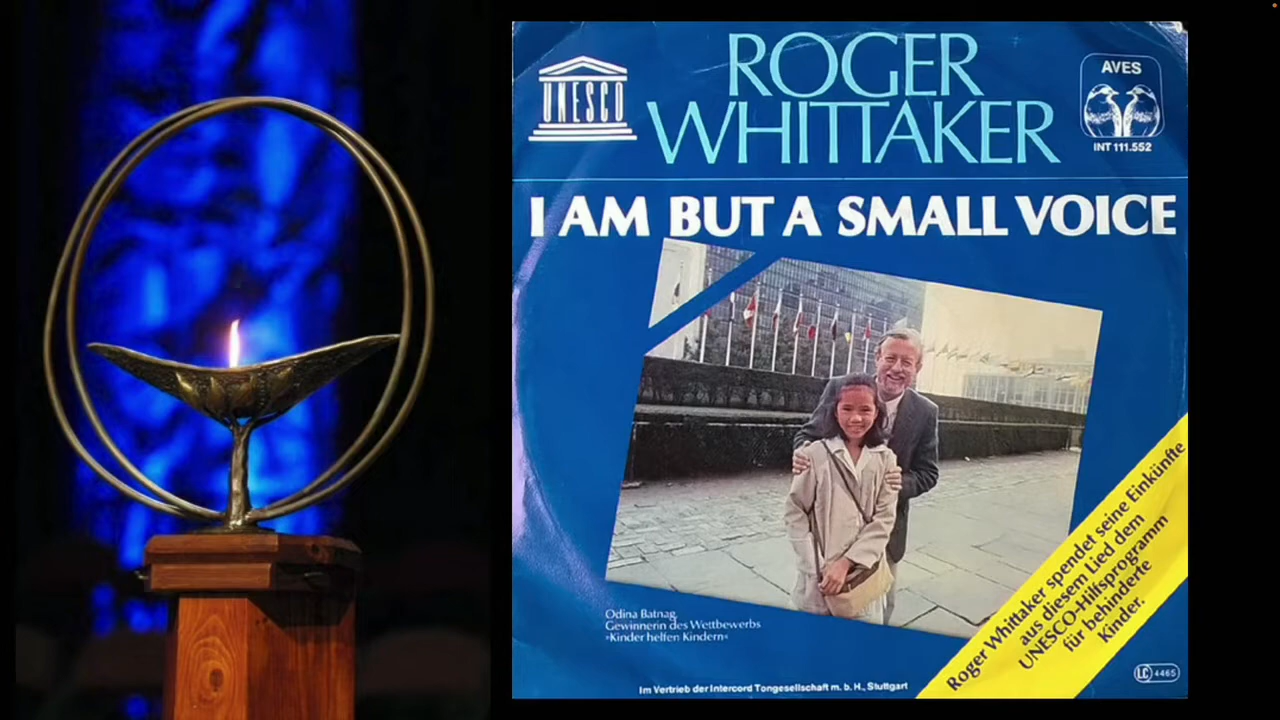 UNESCO
ROGER
WHITTAKER
AVES
INT 111.552
I AM BUT A SMALL VOICE
Odina Batnag,
Gewinnerin des Wettbewerbs
»Kinder helfen Kindern«
Roger Whittaker spendet seine Einkünfte
aus diesem Lied dem
UNESCO-Hilfsprogramm
für behinderte
Kinder.
Im Vertrieb der Intercord Tongesellschaft m. b. H., Stuttgart
LC 4465